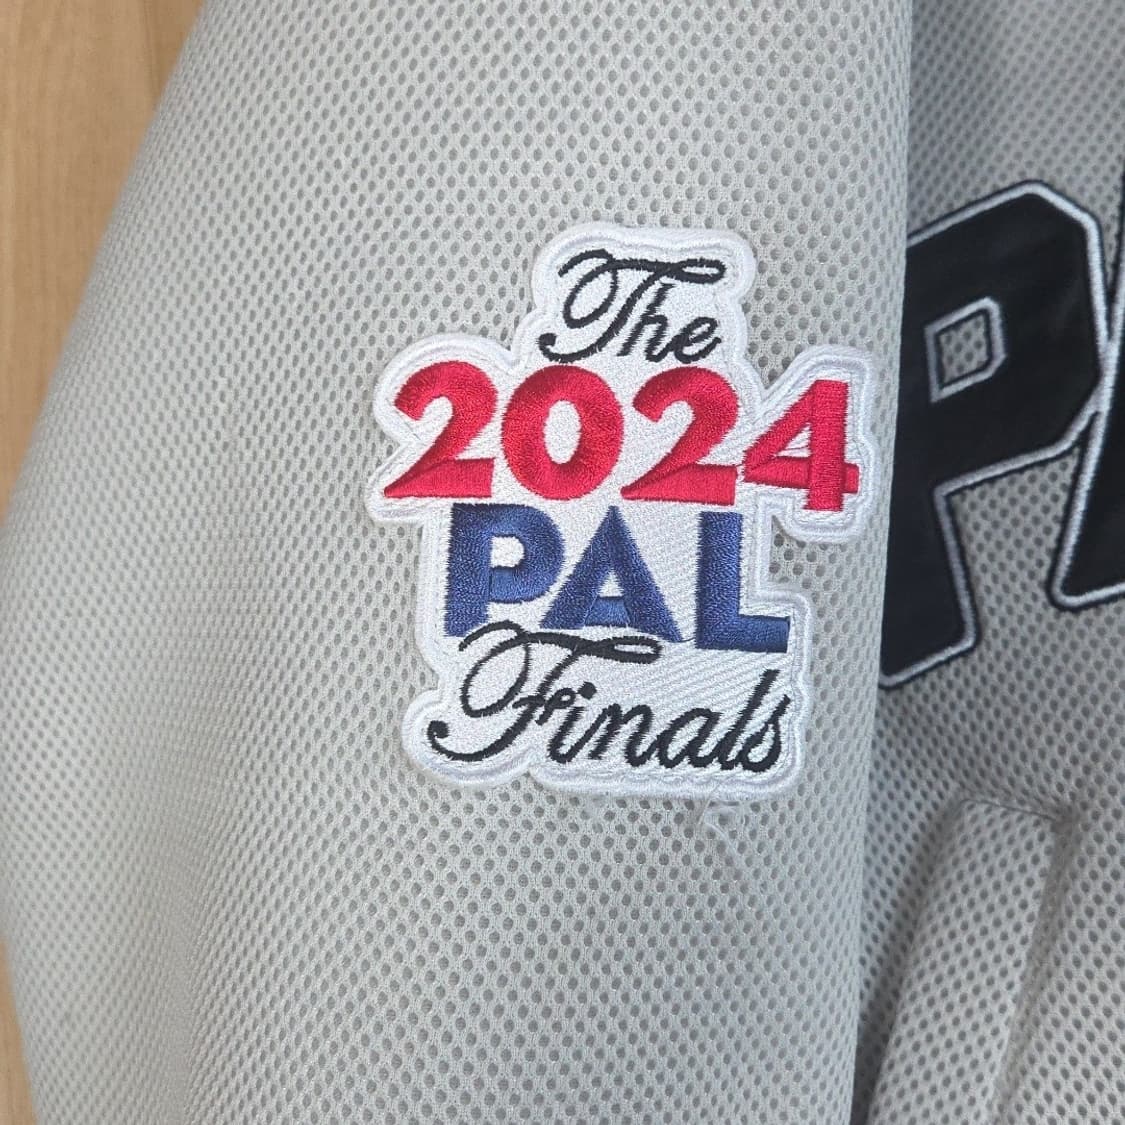 The
2024
PAL
Finals
P